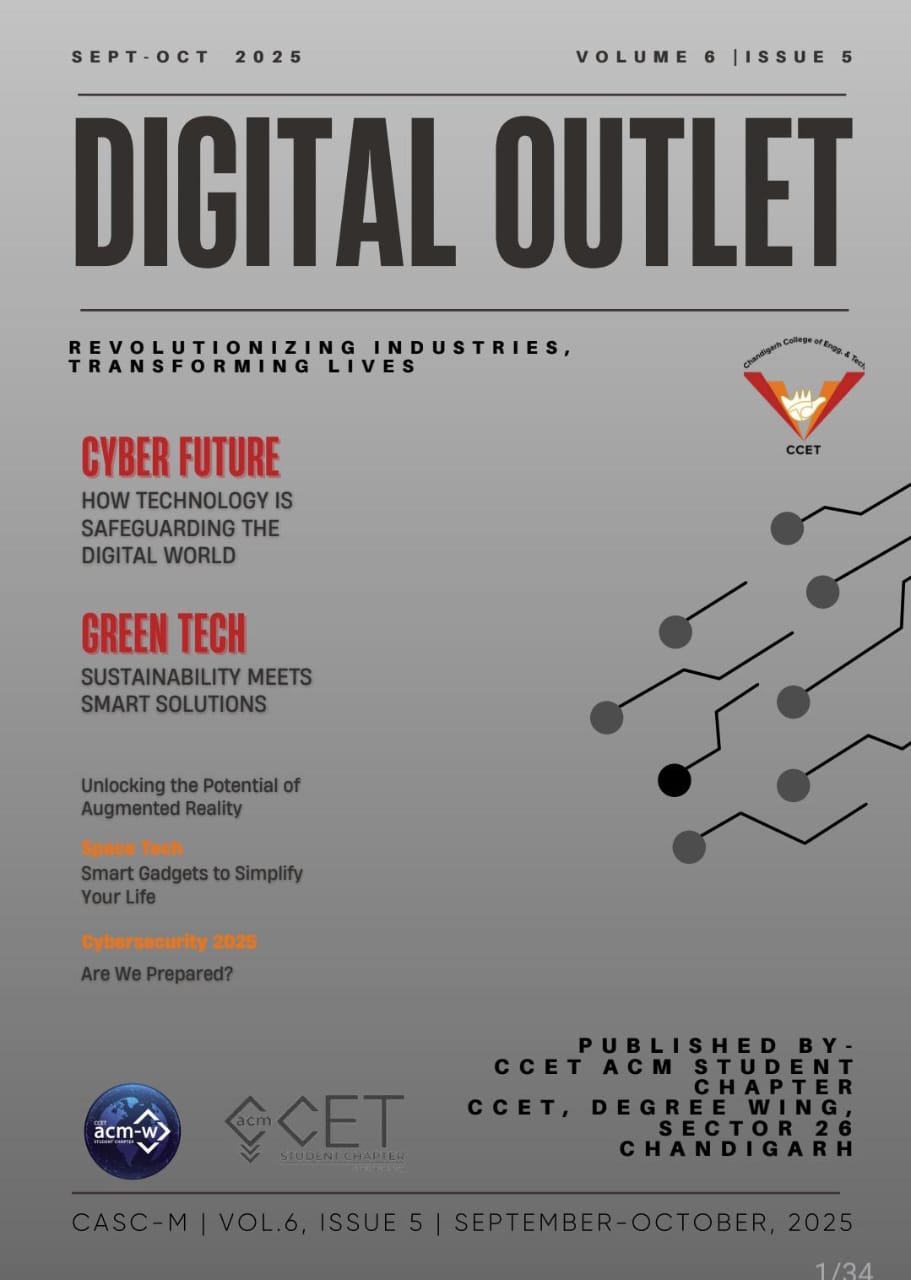 SEPT-OCT 2025
VOLUME 6 |ISSUE 5
DIGITAL OUTLET
REVOLUTIONIZING INDUSTRIES,
TRANSFORMING LIVES
Chandigarh College of Engg. & Tech.
CCET
CYBER FUTURE
HOW TECHNOLOGY IS
SAFEGUARDING THE
DIGITAL WORLD
GREEN TECH
SUSTAINABILITY MEETS
SMART SOLUTIONS
Unlocking the Potential of
Augmented Reality
Space Tech
Smart Gadgets to Simplify
Your Life
Cybersecurity 2025
Are We Prepared?
PUBLISHED BY-
CCET ACM STUDENT
CHAPTER
CCET, DEGREE WING,
SECTOR 26
CHANDIGARH
CCET
acm-w
STUDENT CHAPTER
acm
CCET
STUDENT CHAPTER
CASC-M | VOL.6, ISSUE 5 | SEPTEMBER-OCTOBER, 2025
1/34